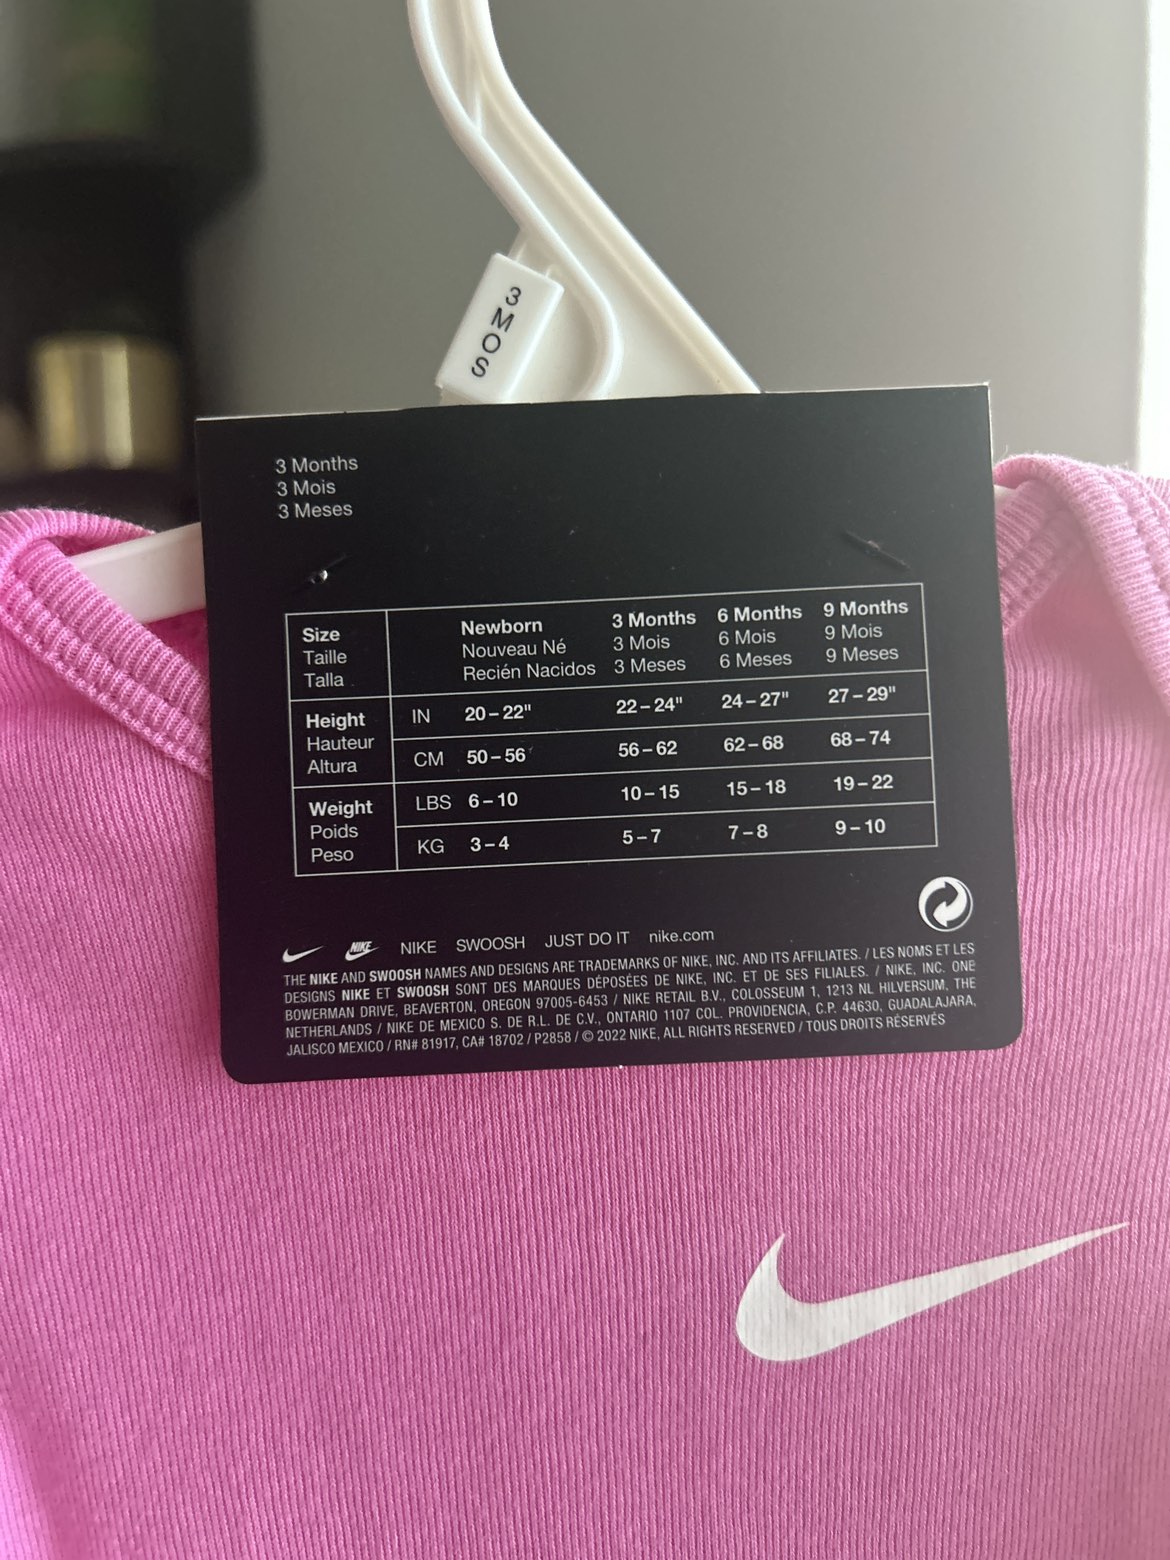 3 MOS
3 Months
3 Mois
3 Meses
Size
Taille
Talla
Newborn
Nouveau Né
Recién Nacidos
3 Months
3 Mois
3 Meses
6 Months
6 Mois
6 Meses
9 Months
9 Mois
9 Meses
Height
Hauteur
Altura
IN 20–22" 22–24" 24–27" 27–29"
CM 50–56 56–62 62–68 68–74
Weight
Poids
Peso
LBS 6–10 10–15 15–18 19–22
KG 3–4 5–7 7–8 9–10
NIKE NIKE SWOOSH JUST DO IT nike.com
THE NIKE AND SWOOSH NAMES AND DESIGNS ARE TRADEMARKS OF NIKE, INC. AND ITS AFFILIATES. / LES NOMS ET LES
DESIGNS NIKE ET SWOOSH SONT DES MARQUES DÉPOSÉES DE NIKE, INC. ET DE SES FILIALES. / NIKE, INC. ONE
BOWERMAN DRIVE, BEAVERTON, OREGON 97005-6453 / NIKE RETAIL B.V., COLOSSEUM 1, 1213 NL HILVERSUM, THE
NETHERLANDS / NIKE DE MEXICO S. DE R.L. DE C.V., ONTARIO 1107 COL. PROVIDENCIA, C.P. 44630, GUADALAJARA,
JALISCO MEXICO / RN# 81917, CA# 18702 / P2858 / © 2022 NIKE, ALL RIGHTS RESERVED / TOUS DROITS RÉSERVÉS